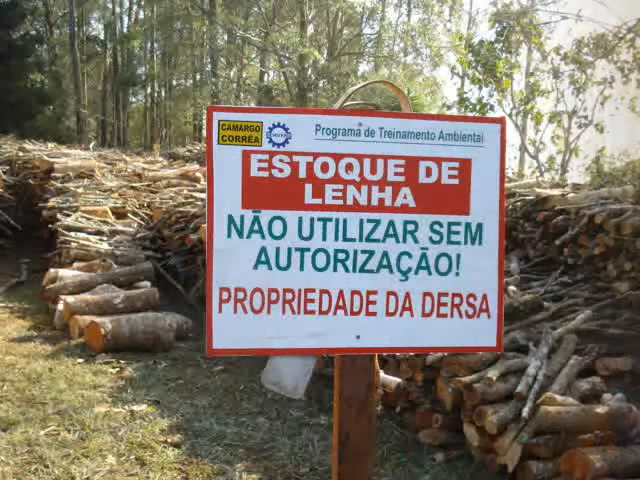 CAMARGO
CORRÊA
Programa de Treinamento Ambiental
ESTOQUE DE
LENHA
NÃO UTILIZAR SEM
AUTORIZAÇÃO!
PROPRIEDADE DA DERSA